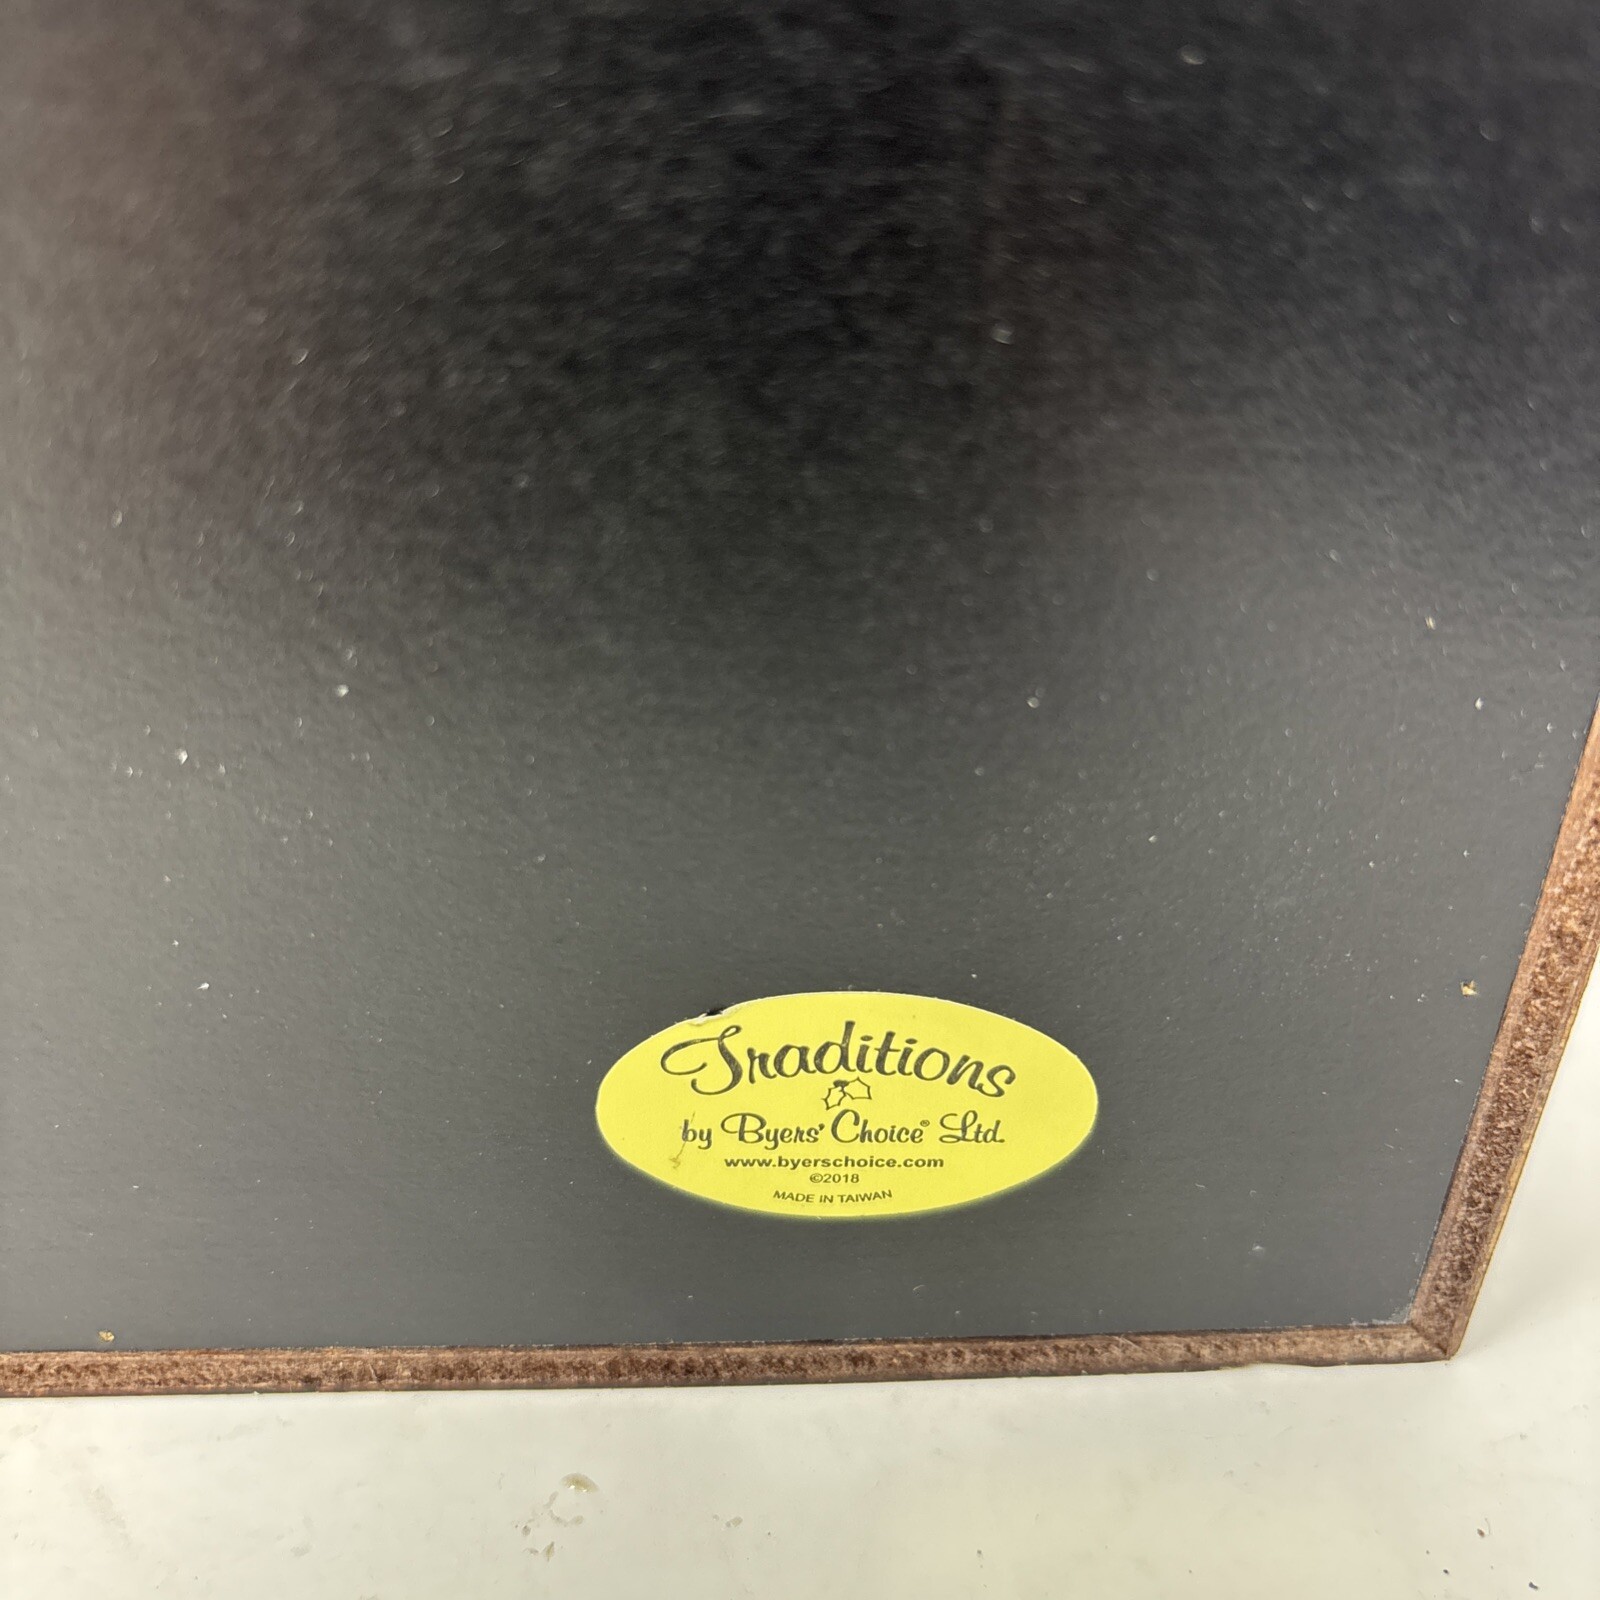 Traditions
by Byers' Choice® Ltd.
www.byerschoice.com
©2018
MADE IN TAIWAN